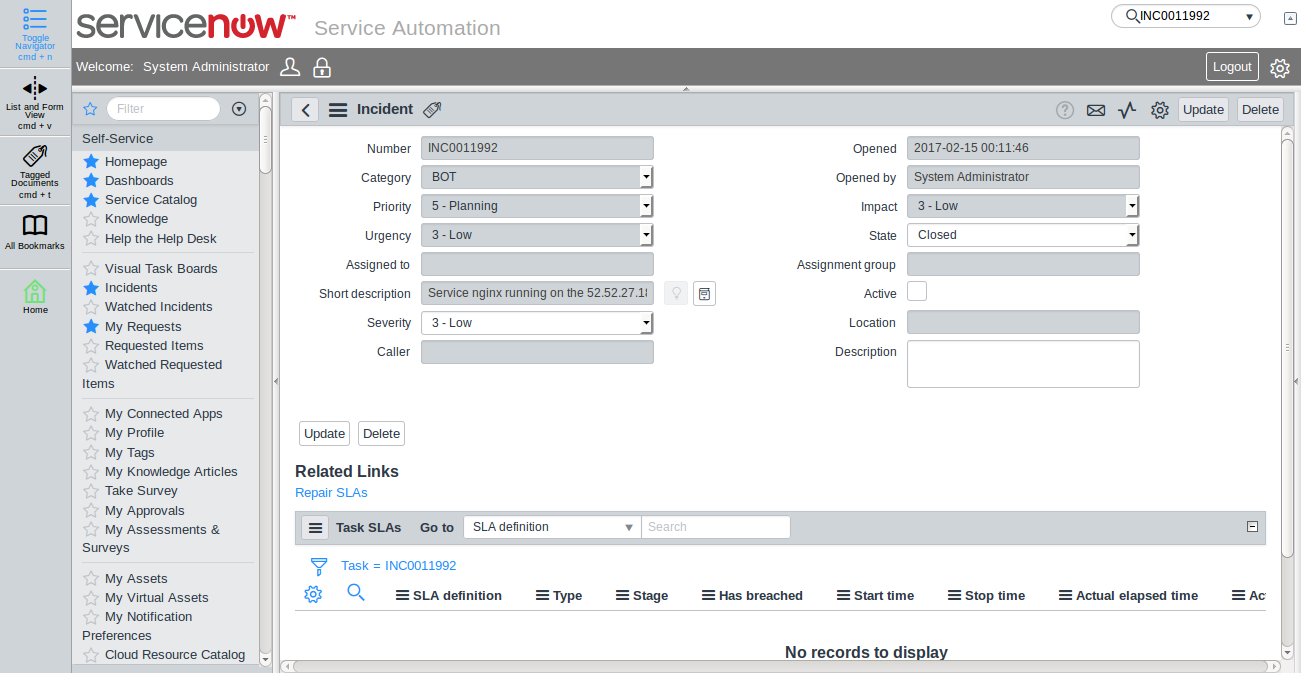 Toggle
Navigator
cmd + n
List and Form
View
cmd + v
Tagged
Documents
cmd + t
All Bookmarks
Home
servicenow™ Service Automation
INC0011992
Welcome: System Administrator
Logout
Filter
Self-Service
Homepage
Dashboards
Service Catalog
Knowledge
Help the Help Desk
Visual Task Boards
Incidents
Watched Incidents
My Requests
Requested Items
Watched Requested
Items
My Connected Apps
My Profile
My Tags
My Knowledge Articles
Take Survey
My Approvals
My Assessments &
Surveys
My Assets
My Virtual Assets
My Notification
Preferences
Cloud Resource Catalog
Incident
Update Delete
Number INC0011992
Opened 2017-02-15 00:11:46
Category BOT
Opened by System Administrator
Priority 5 - Planning
Impact 3 - Low
Urgency 3 - Low
State Closed
Assigned to
Assignment group
Short description Service nginx running on the 52.52.27.18
Active
Severity 3 - Low
Location
Caller
Description
Update Delete
Related Links
Repair SLAs
Task SLAs Go to SLA definition Search
Task = INC0011992
SLA definition Type Stage Has breached Start time Stop time Actual elapsed time
No records to display